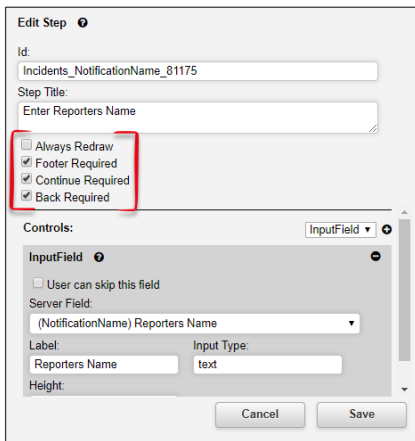 Edit Step
Id:
Incidents_NotificationName_81175
Step Title:
Enter Reporters Name
Always Redraw
Footer Required
Continue Required
Back Required
Controls:
InputField
InputField
User can skip this field
Server Field:
(NotificationName) Reporters Name
Label:
Input Type:
Reporters Name
text
Height:
Cancel
Save